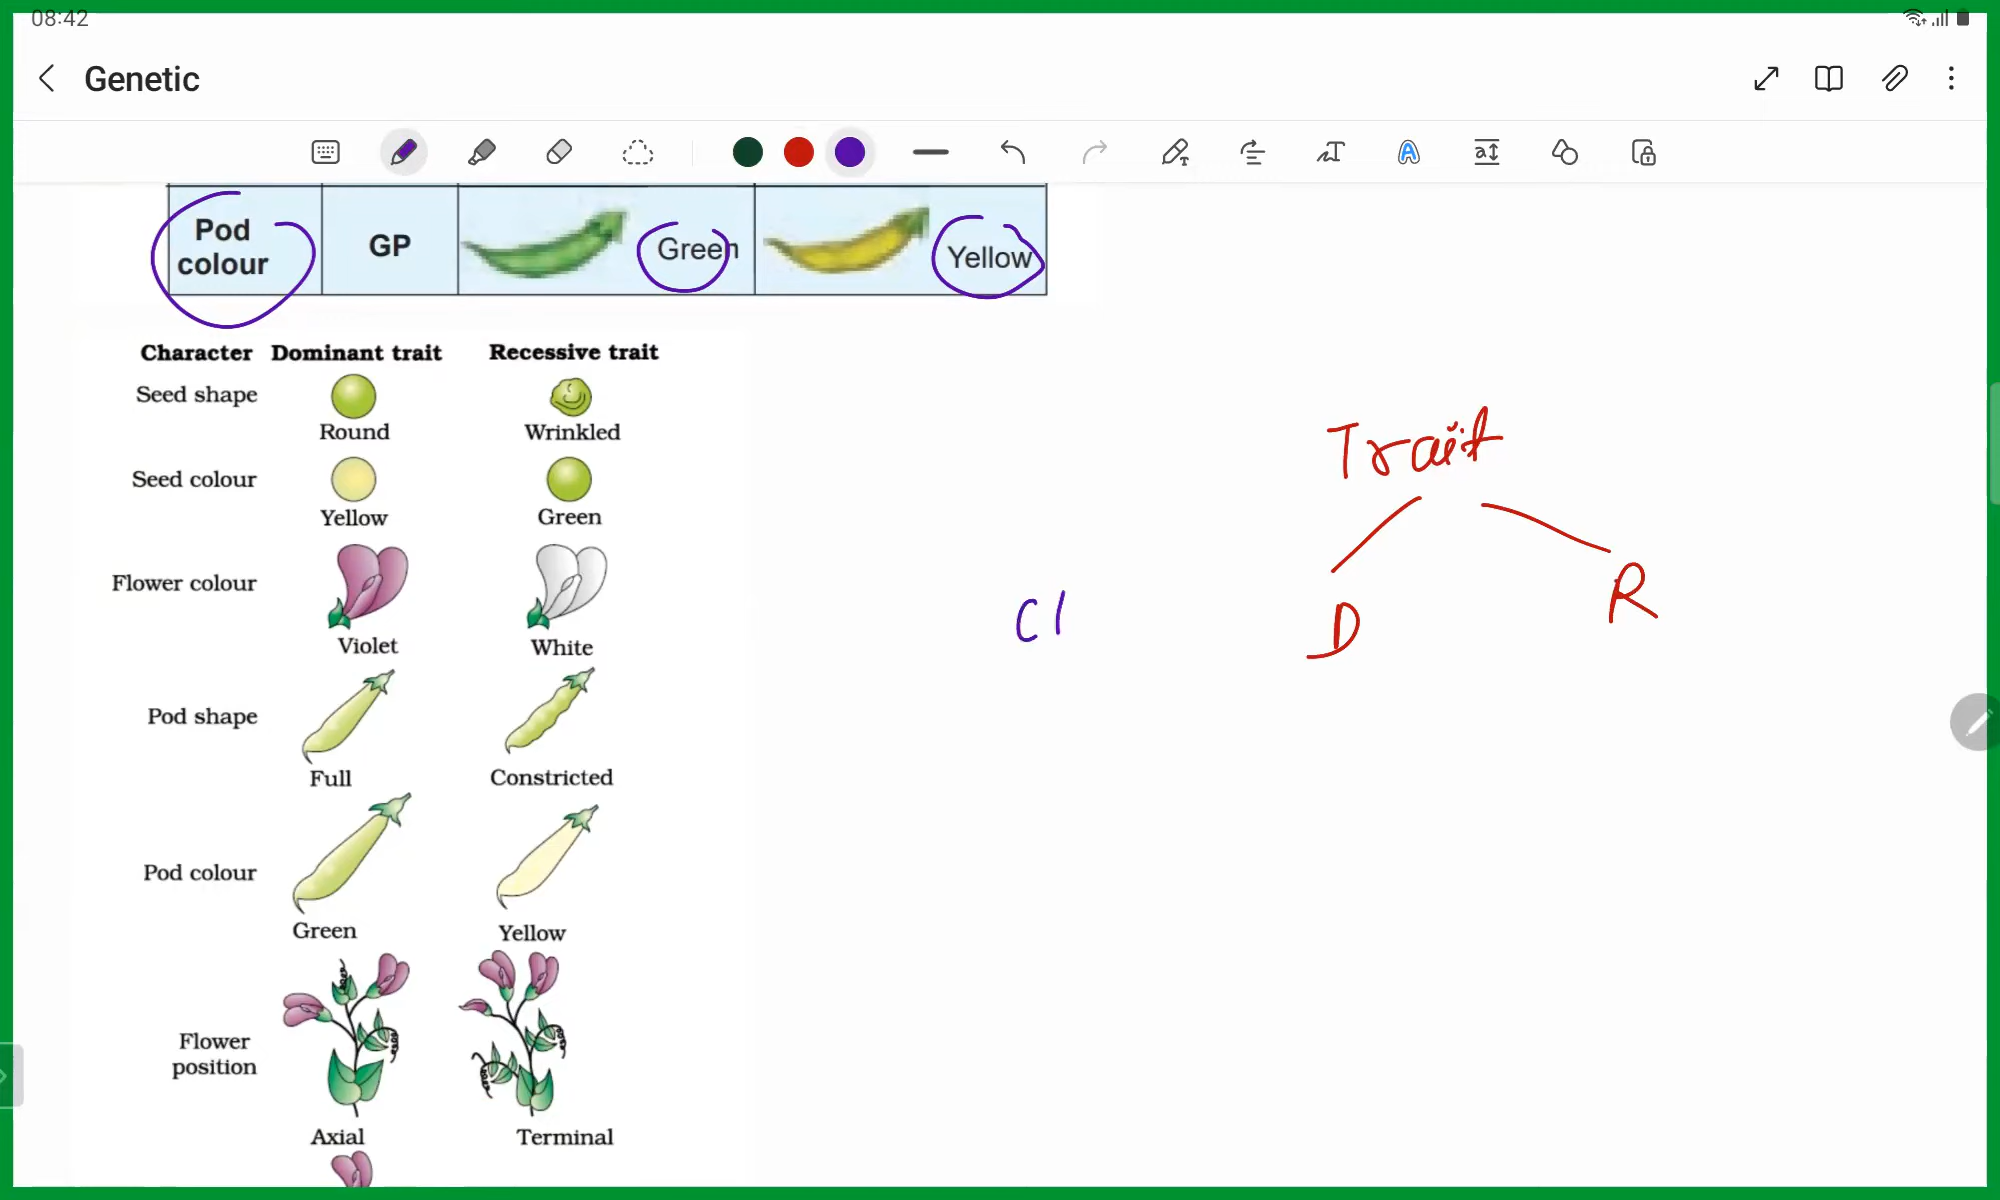 08:42
Genetic
Pod colour GP Green Yellow
Character Dominant trait Recessive trait
Seed shape
Round Wrinkled
Seed colour
Yellow Green
Flower colour
Violet White
Pod shape
Full Constricted
Pod colour
Green Yellow
Flower position
Axial Terminal
Trait
D R
Cl